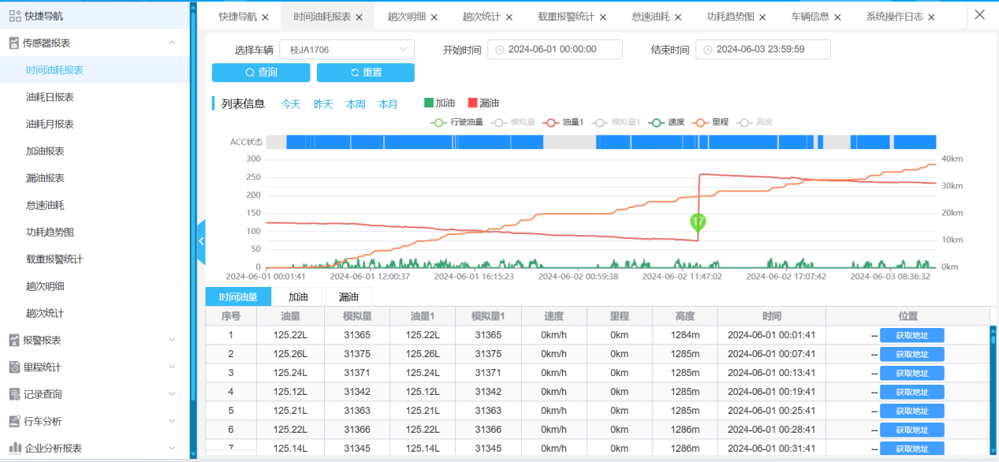 快捷导航
传感器报表
时间油耗报表
油耗日报表
油耗月报表
加油报表
漏油报表
怠速油耗
功耗趋势图
载重报警统计
趟次明细
趟次统计
报警报表
里程统计
记录查询
行车分析
企业分析报表
快捷导航 时间油耗报表 趟次明细 趟次统计 载重报警统计 怠速油耗 功耗趋势图 车辆信息 系统操作日志
选择车辆 桂JA1706 开始时间 2024-06-01 00:00:00 结束时间 2024-06-03 23:59:59
查询 重置
列表信息 今天 昨天 本周 本月 加油 漏油
行驶油量 模拟量 油量1 模拟量1 速度 里程 高度
ACC状态
300 40km
250
200 30km
150 20km
17
100 10km
50
0 0km
2024-06-01 00:01:41 2024-06-01 12:00:37 2024-06-01 16:15:23 2024-06-02 00:59:38 2024-06-02 11:47:02 2024-06-02 17:07:42 2024-06-03 08:36:32
时间油量 加油 漏油
序号 油量 模拟量 油量1 模拟量1 速度 里程 高度 时间 位置
1 125.22L 31365 125.22L 31365 0km/h 0km 1284m 2024-06-01 00:01:41 -- 获取地址
2 125.26L 31375 125.26L 31375 0km/h 0km 1285m 2024-06-01 00:07:41 -- 获取地址
3 125.24L 31371 125.24L 31371 0km/h 0km 1285m 2024-06-01 00:13:41 -- 获取地址
4 125.12L 31342 125.12L 31342 0km/h 0km 1285m 2024-06-01 00:19:41 -- 获取地址
5 125.21L 31363 125.21L 31363 0km/h 0km 1285m 2024-06-01 00:25:41 -- 获取地址
6 125.22L 31366 125.22L 31366 0km/h 0km 1286m 2024-06-01 00:28:41 -- 获取地址
7 125.14L 31345 125.14L 31345 0km/h 0km 1286m 2024-06-01 00:31:41 -- 获取地址